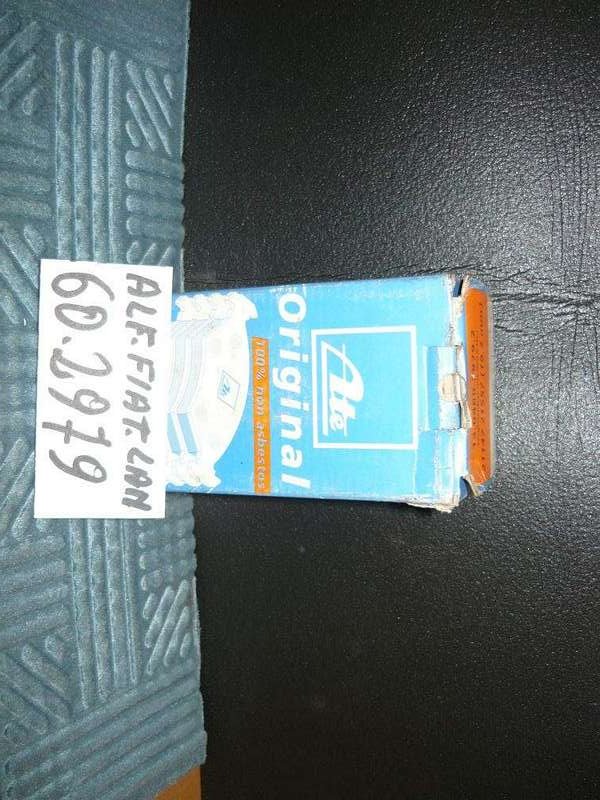 Ate
Original
100% non asbestos
ALF.FIAT.LAN
60.2979